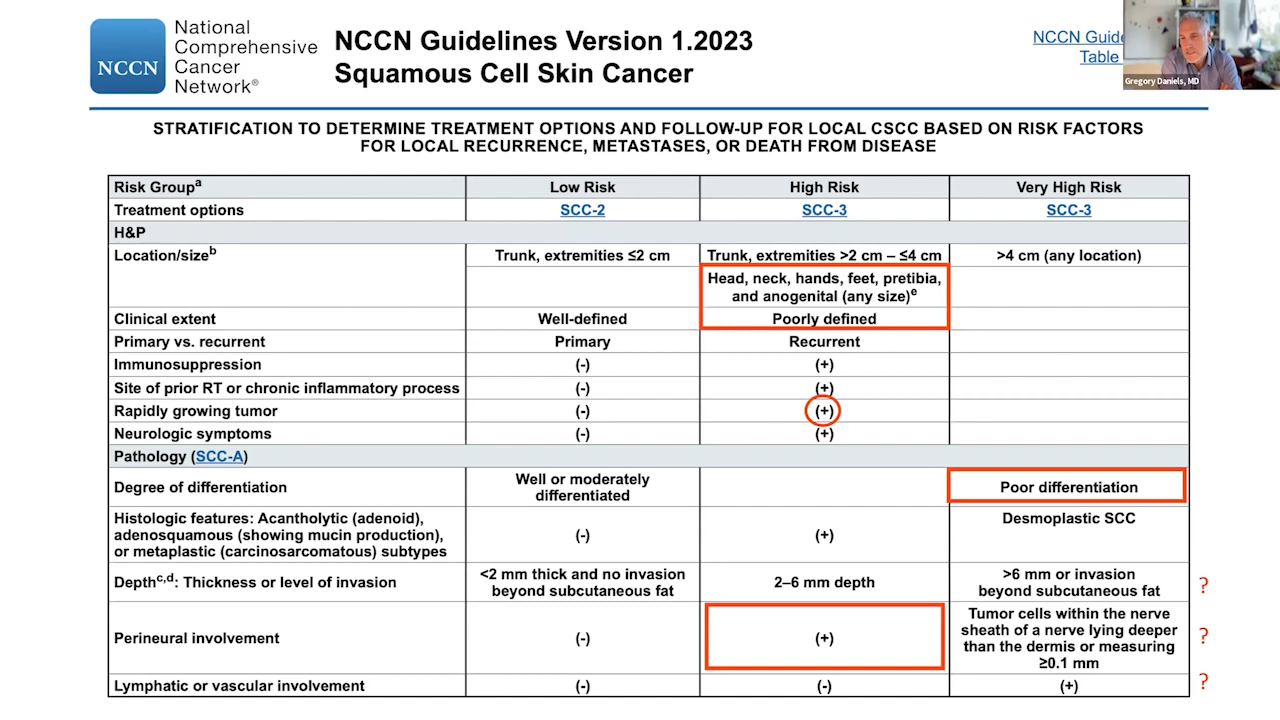 National
Comprehensive
Cancer
Network®
NCCN
NCCN Guidelines Version 1.2023
Squamous Cell Skin Cancer
NCCN Guide
Table
Gregory Daniels, MD
STRATIFICATION TO DETERMINE TREATMENT OPTIONS AND FOLLOW-UP FOR LOCAL CSCC BASED ON RISK FACTORS
FOR LOCAL RECURRENCE, METASTASES, OR DEATH FROM DISEASE
Risk Groupᵃ Low Risk High Risk Very High Risk
Treatment options SCC-2 SCC-3 SCC-3
H&P
Location/sizeᵇ Trunk, extremities ≤2 cm Trunk, extremities >2 cm – ≤4 cm >4 cm (any location)
Head, neck, hands, feet, pretibia,
and anogenital (any size)ᵉ
Clinical extent Well-defined Poorly defined
Primary vs. recurrent Primary Recurrent
Immunosuppression (-) (+)
Site of prior RT or chronic inflammatory process (-) (+)
Rapidly growing tumor (-) (+)
Neurologic symptoms (-) (+)
Pathology (SCC-A)
Degree of differentiation Well or moderately
differentiated Poor differentiation
Histologic features: Acantholytic (adenoid),
adenosquamous (showing mucin production),
or metaplastic (carcinosarcomatous) subtypes (-) (+) Desmoplastic SCC
Depthᶜ,ᵈ: Thickness or level of invasion <2 mm thick and no invasion
beyond subcutaneous fat 2–6 mm depth >6 mm or invasion
beyond subcutaneous fat ?
Perineural involvement (-) (+) Tumor cells within the nerve
sheath of a nerve lying deeper
than the dermis or measuring
≥0.1 mm ?
Lymphatic or vascular involvement (-) (-) (+) ?